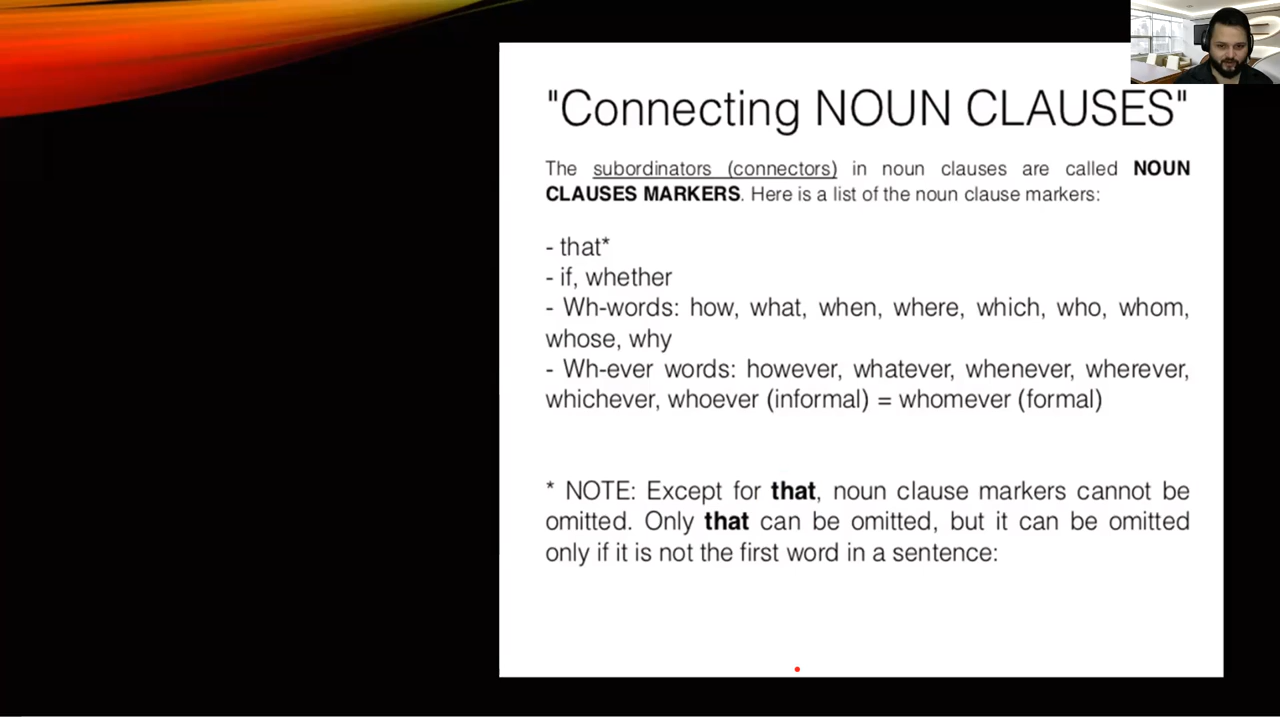 "Connecting NOUN CLAUSES"
The subordinators (connectors) in noun clauses are called NOUN
CLAUSES MARKERS. Here is a list of the noun clause markers:
- that*
- if, whether
- Wh-words: how, what, when, where, which, who, whom,
whose, why
- Wh-ever words: however, whatever, whenever, wherever,
whichever, whoever (informal) = whomever (formal)
* NOTE: Except for that, noun clause markers cannot be
omitted. Only that can be omitted, but it can be omitted
only if it is not the first word in a sentence: